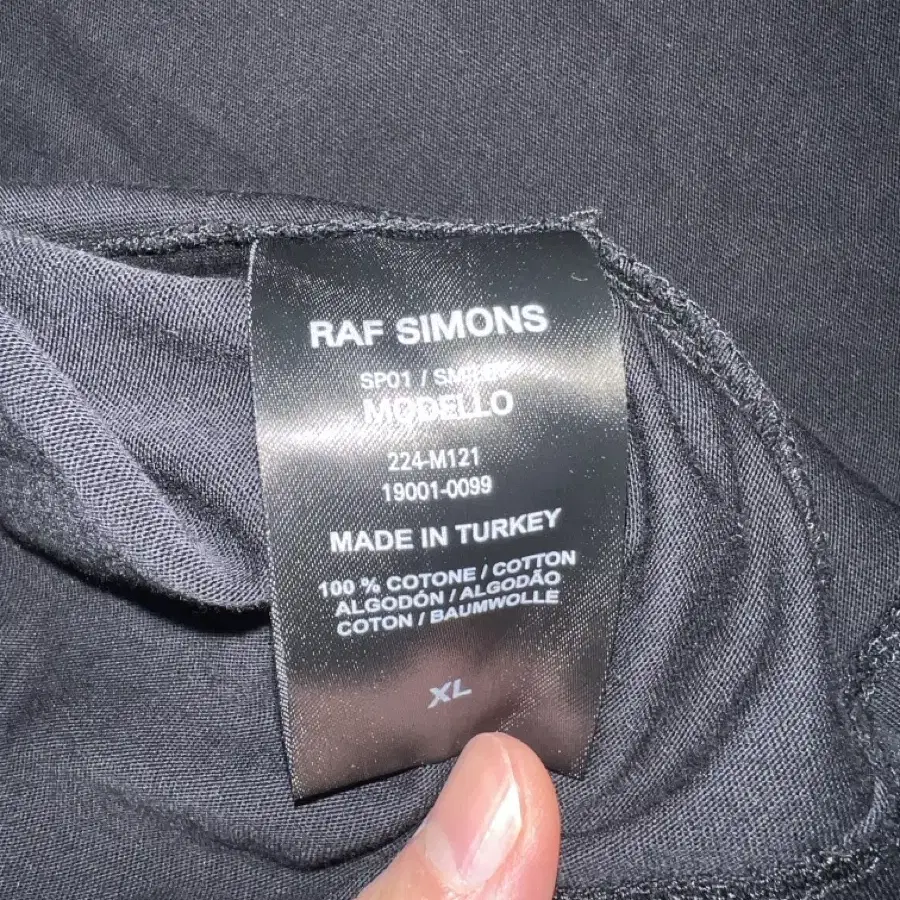 RAF SIMONS
SP01 / SMILEY
MODELLO
224-M121
19001-0099
MADE IN TURKEY
100 % COTONE / COTTON
ALGODÓN / ALGODÃO
COTON / BAUMWOLLE
XL